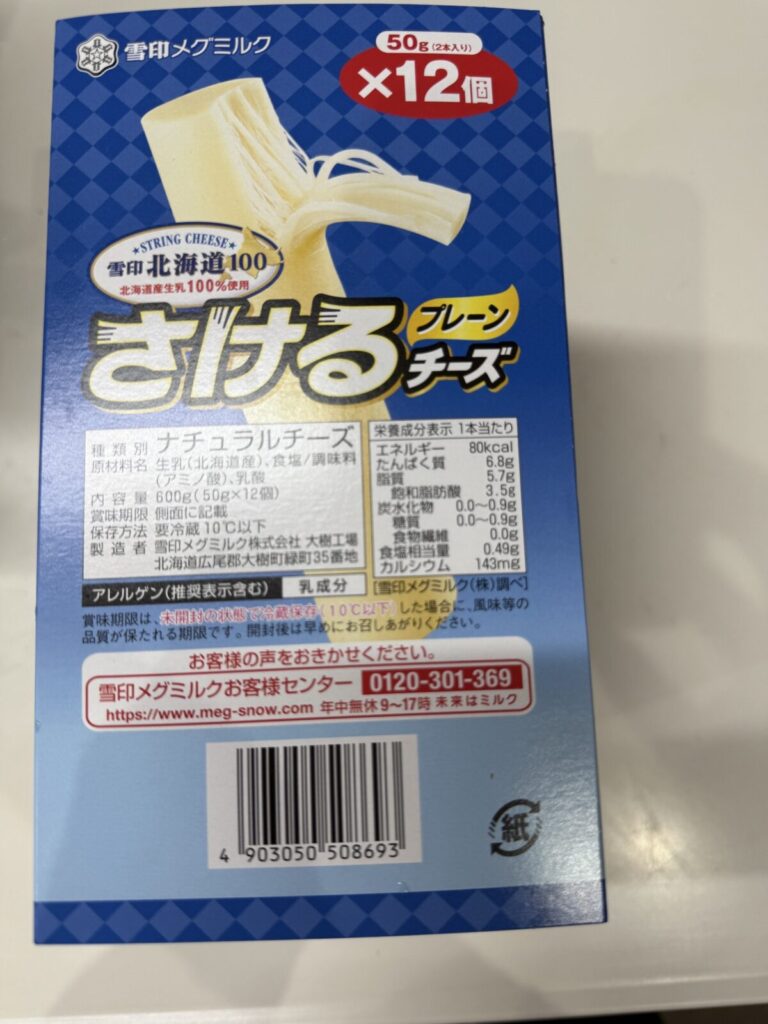 雪印メグミルク
50g(2本入り)
×12個
STRING CHEESE
雪印 北海道100
北海道産生乳100%使用
さける
プレーン
チーズ
種類別 ナチュラルチーズ
原材料名 生乳(北海道産)、食塩/調味料
(アミノ酸)、乳酸
内容量 600g(50g×12個)
賞味期限 側面に記載
保存方法 要冷蔵10℃以下
製造者 雪印メグミルク株式会社 大樹工場
北海道広尾郡大樹町緑町35番地
栄養成分表示 1本当たり
エネルギー 80kcal
たんぱく質 6.8g
脂質 5.7g
飽和脂肪酸 3.5g
炭水化物 0.0〜0.9g
糖質 0.0〜0.9g
食物繊維 0.0g
食塩相当量 0.49g
カルシウム 143mg
アレルゲン(推奨表示含む) 乳成分
[雪印メグミルク(株)調べ]
賞味期限は、未開封の状態で冷蔵保存(10℃以下)した場合に、風味等の
品質が保たれる期限です。開封後は早めにお召しあがりください。
お客様の声をおきかせください。
雪印メグミルクお客様センター 0120-301-369
https://www.meg-snow.com 年中無休9〜17時 未来はミルク
4 903050 508693
紙